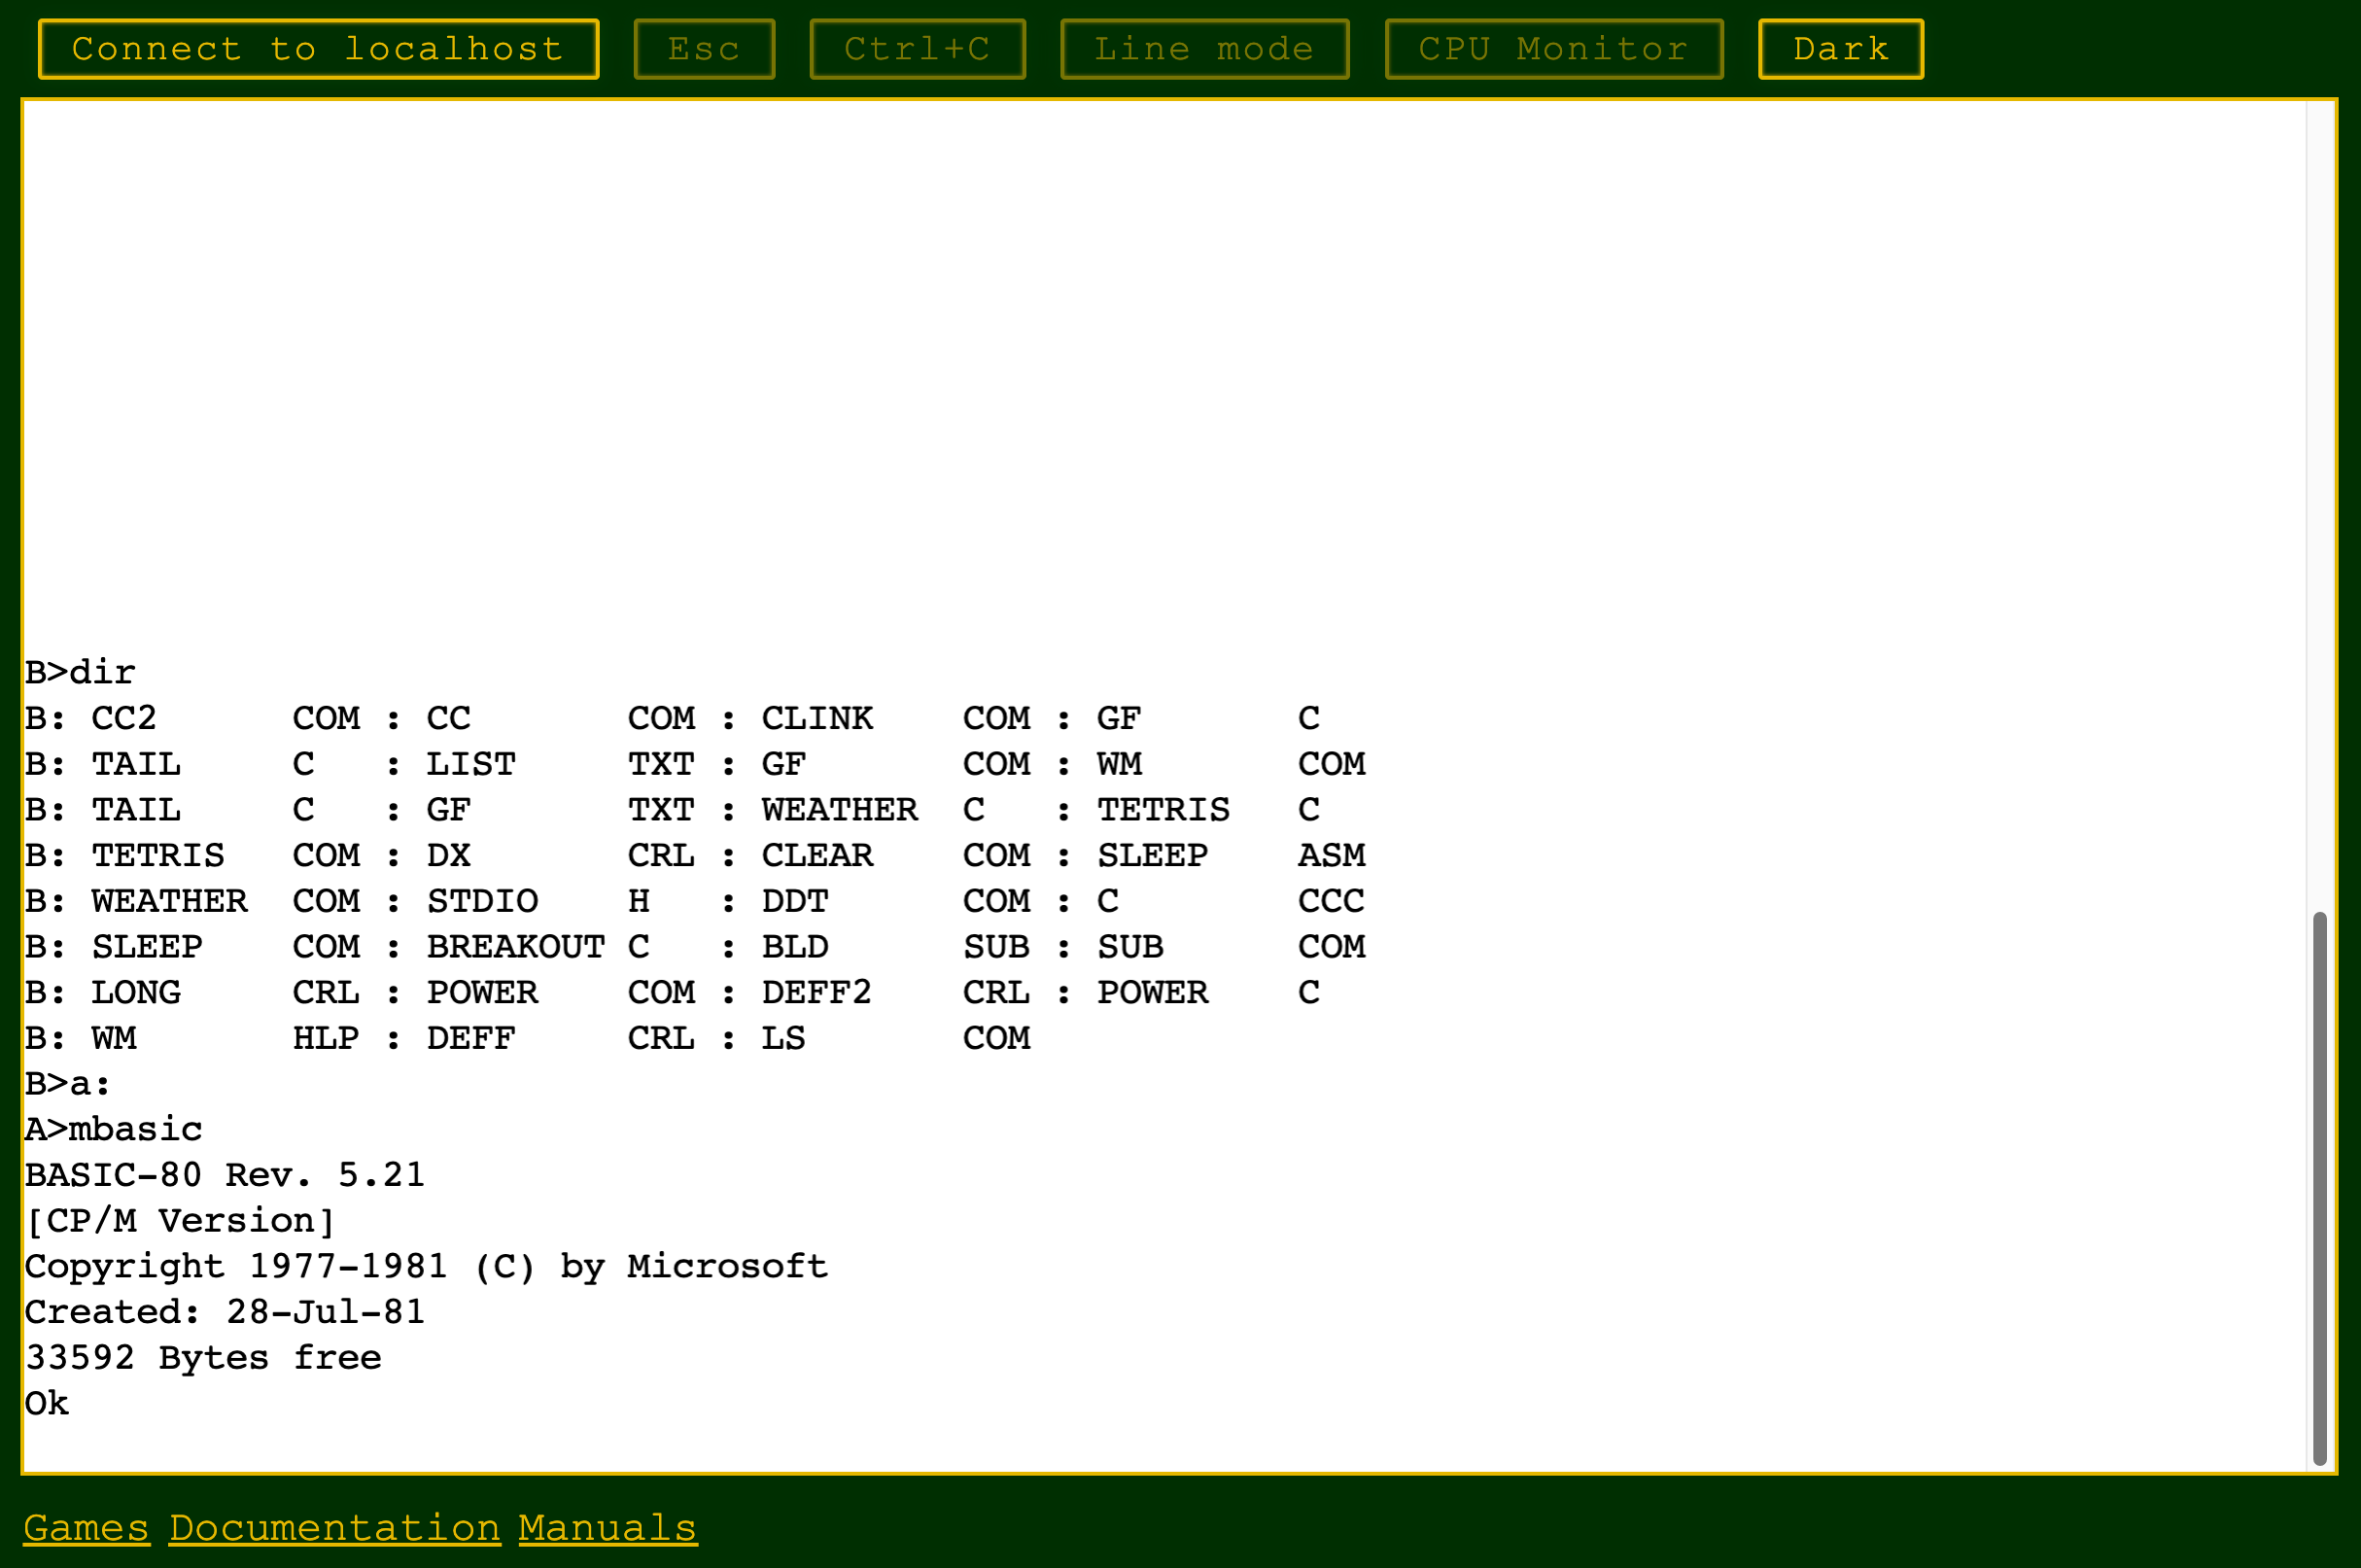 Connect to localhost Esc Ctrl+C Line mode CPU Monitor Dark
B>dir
B: CC2      COM : CC       COM : CLINK    COM : GF       C
B: TAIL     C   : LIST     TXT : GF       COM : WM       COM
B: TAIL     C   : GF       TXT : WEATHER  C   : TETRIS   C
B: TETRIS   COM : DX       CRL : CLEAR    COM : SLEEP    ASM
B: WEATHER  COM : STDIO    H   : DDT      COM : C        CCC
B: SLEEP    COM : BREAKOUT C   : BLD      SUB : SUB      COM
B: LONG     CRL : POWER    COM : DEFF2    CRL : POWER    C
B: WM       HLP : DEFF     CRL : LS       COM
B>a:
A>mbasic
BASIC-80 Rev. 5.21
[CP/M Version]
Copyright 1977-1981 (C) by Microsoft
Created: 28-Jul-81
33592 Bytes free
Ok
Games Documentation Manuals